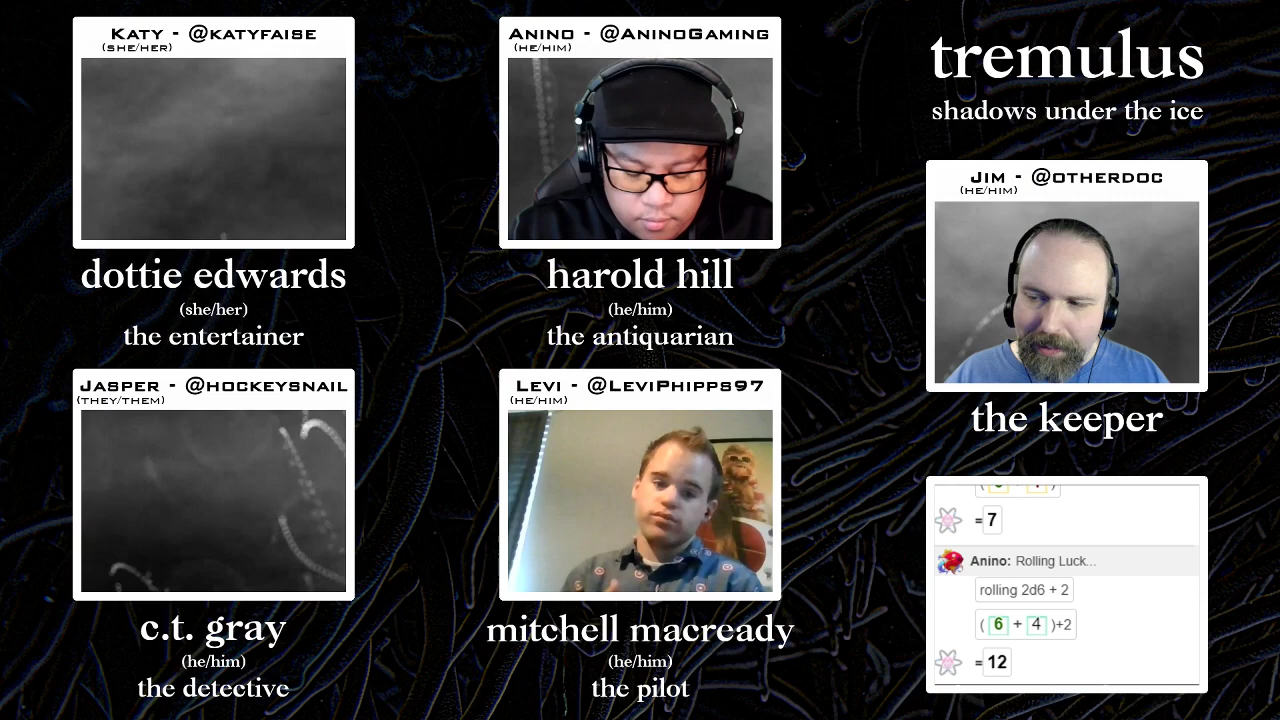 Katy - @katyfaise
(she/her)
dottie edwards
(she/her)
the entertainer
Anino - @AninoGaming
(he/him)
harold hill
(he/him)
the antiquarian
tremulus
shadows under the ice
Jim - @otherdoc
(he/him)
the keeper
Jasper - @hockeysnail
(they/them)
c.t. gray
(he/him)
the detective
Levi - @LeviPhipps97
(he/him)
mitchell macready
(he/him)
the pilot
=7
Anino: Rolling Luck...
rolling 2d6 + 2
( 6 + 4 )+2
=12